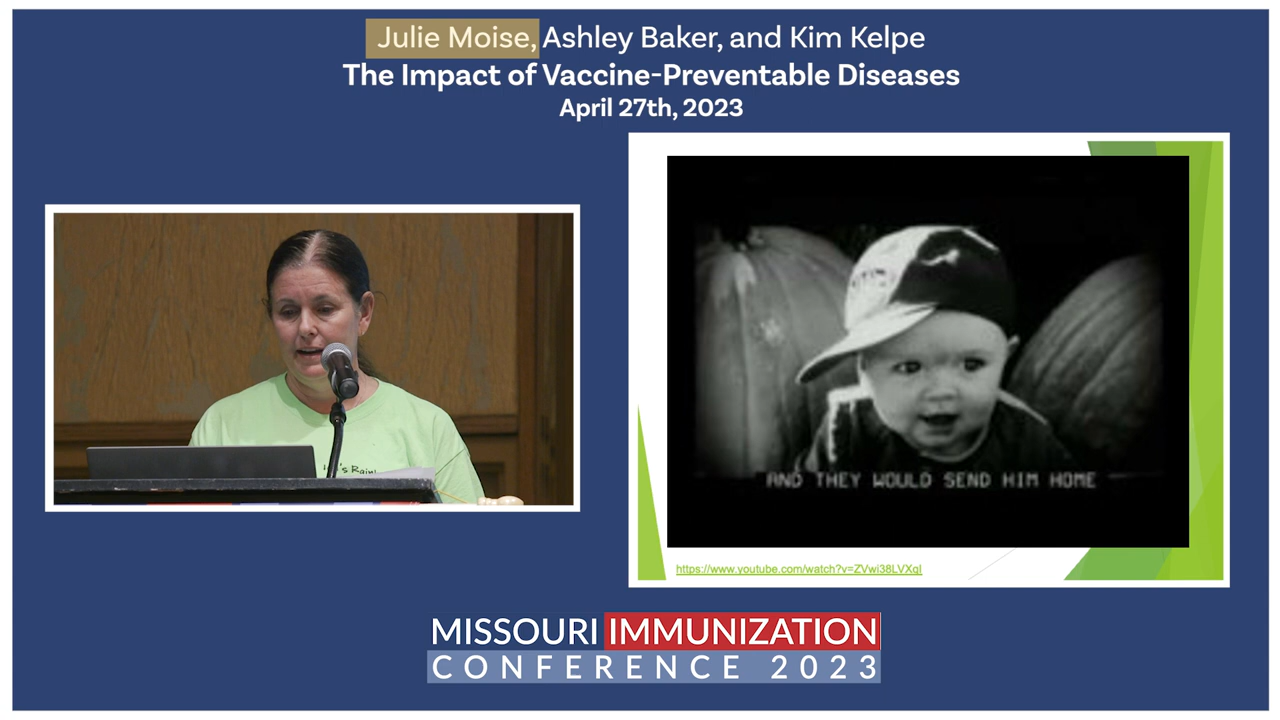 Julie Moise, Ashley Baker, and Kim Kelpe
The Impact of Vaccine-Preventable Diseases
April 27th, 2023
AND THEY WOULD SEND HIM HOME
https://www.youtube.com/watch?v=ZVwi38LVXqI
MISSOURI IMMUNIZATION
CONFERENCE 2023